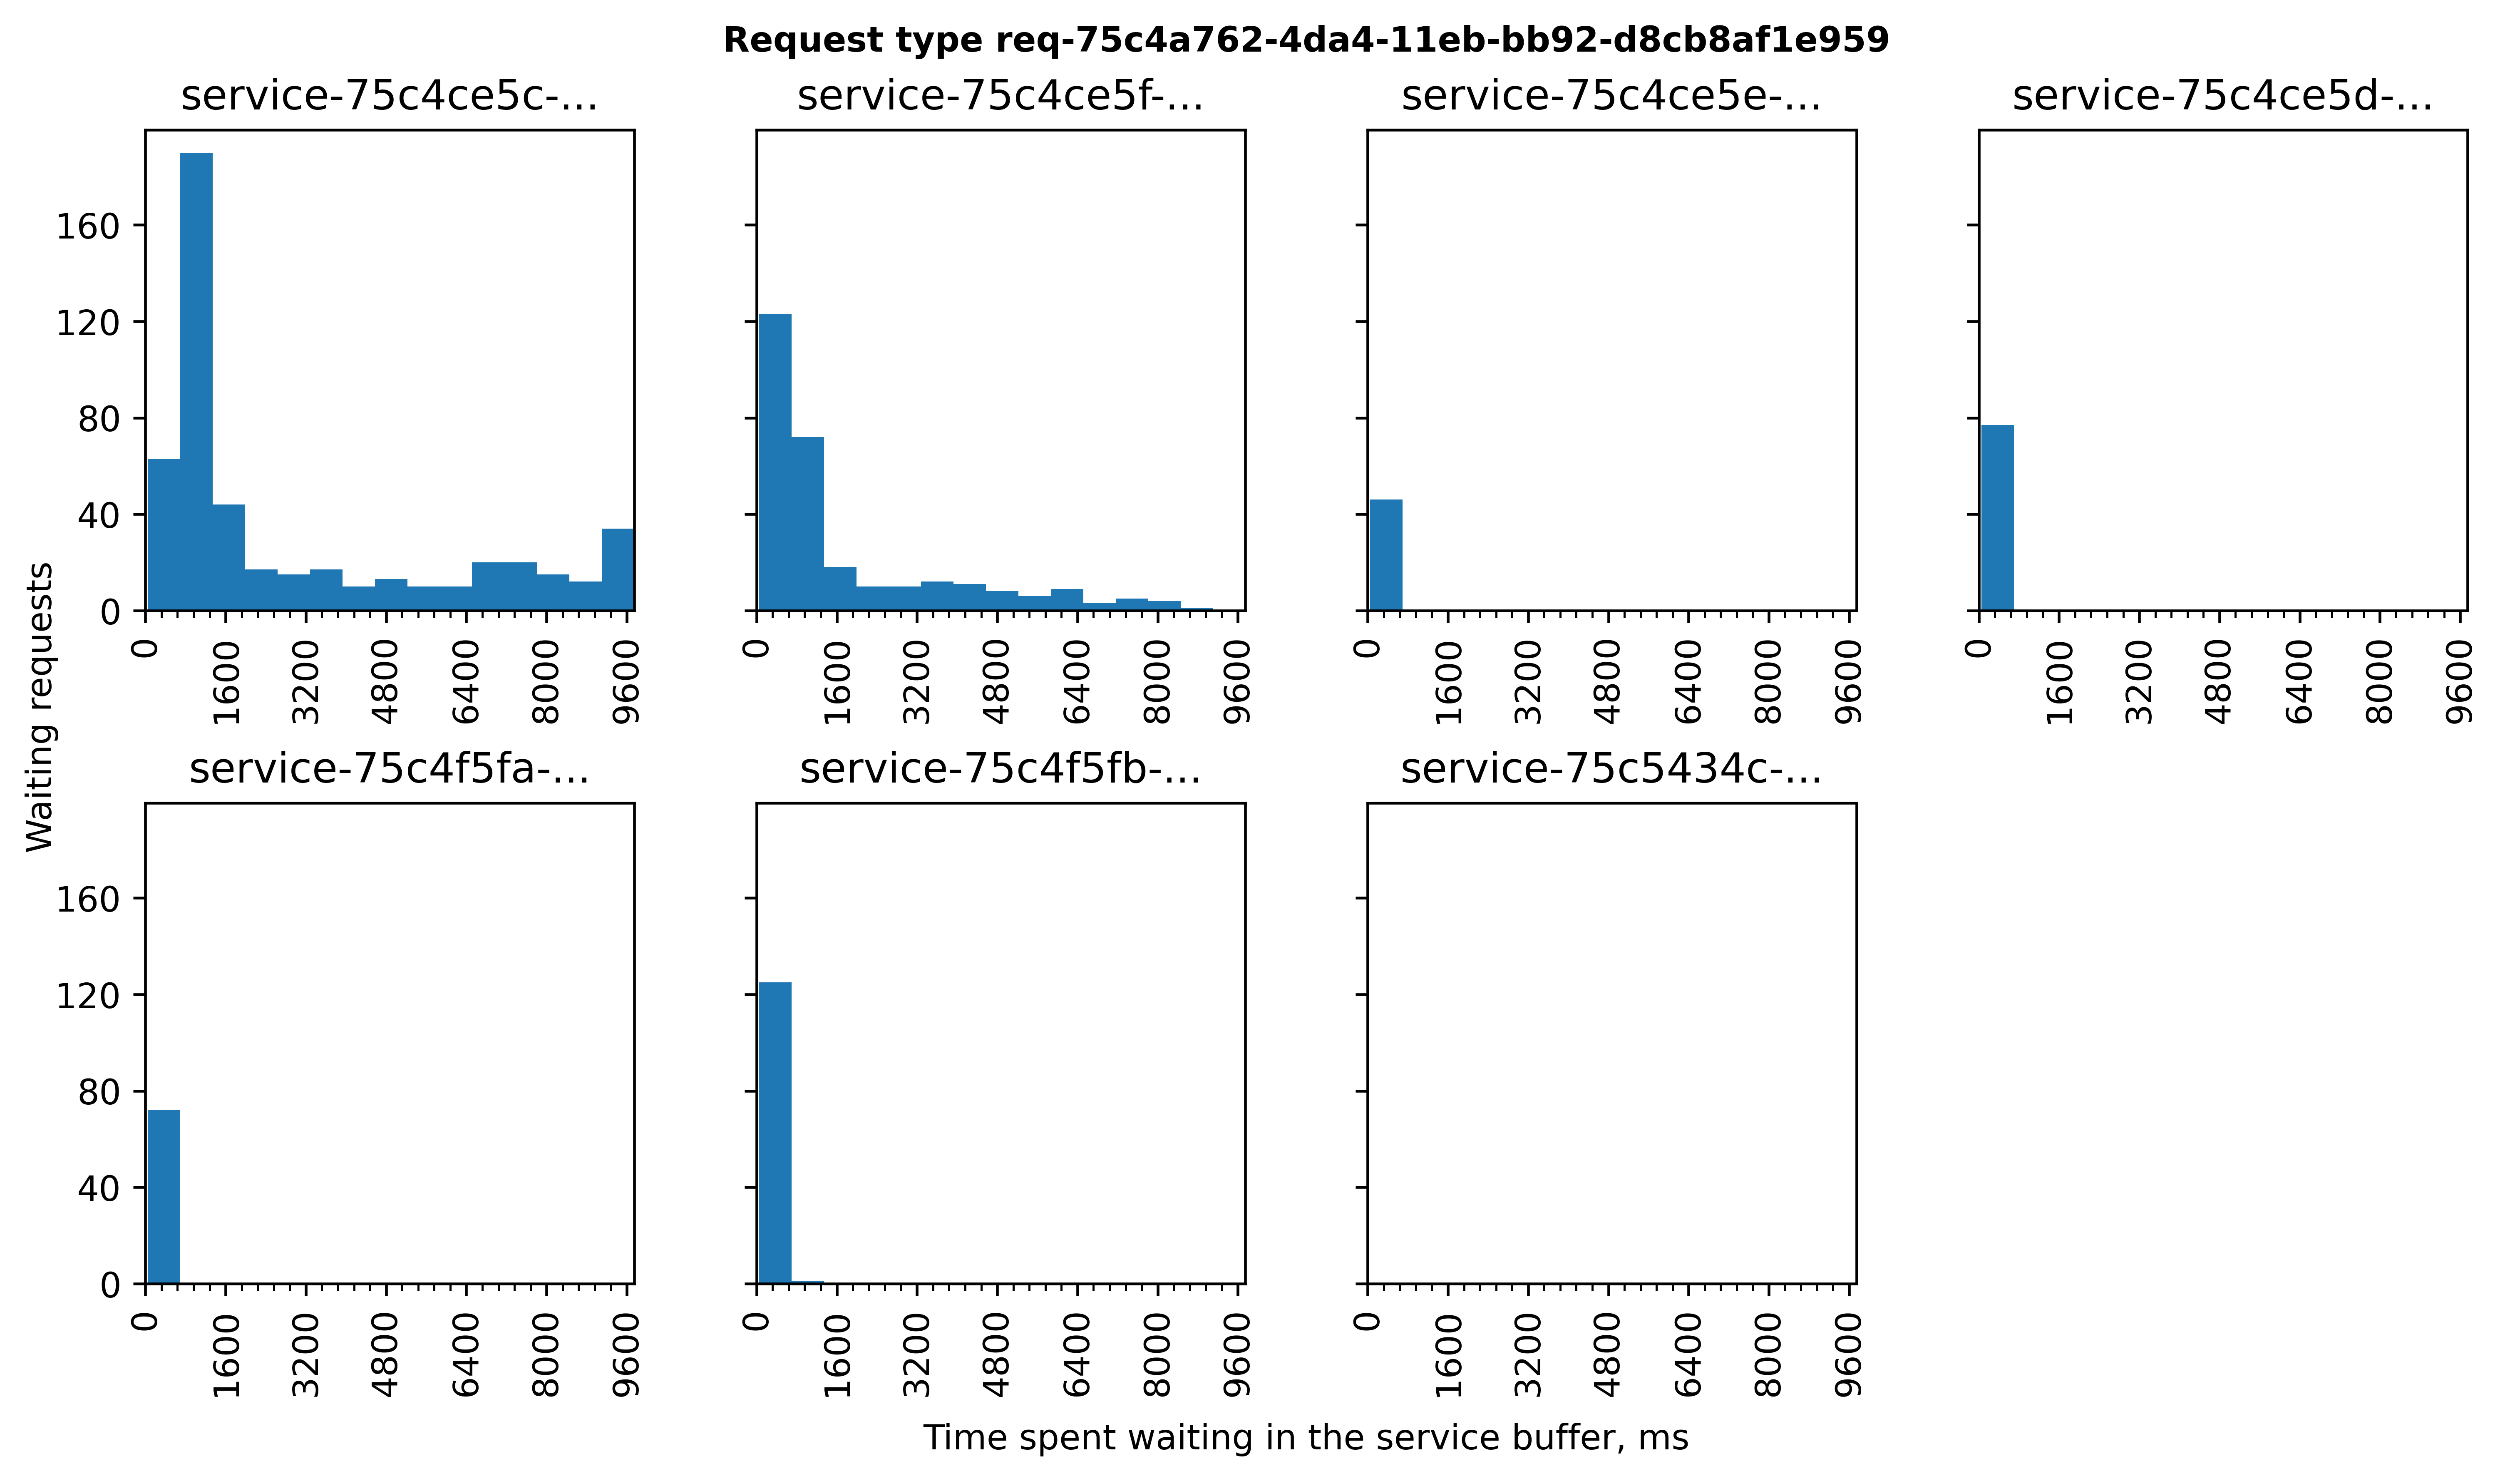 Request type req-75c4a762-4da4-11eb-bb92-d8cb8af1e959
service-75c4ce5c-...
service-75c4ce5f-...
service-75c4ce5e-...
service-75c4ce5d-...
160
120
80
40
0
0 1600 3200 4800 6400 8000 9600
0 1600 3200 4800 6400 8000 9600
0 1600 3200 4800 6400 8000 9600
0 1600 3200 4800 6400 8000 9600
Waiting requests
service-75c4f5fa-...
service-75c4f5fb-...
service-75c5434c-...
160
120
80
40
0
0 1600 3200 4800 6400 8000 9600
0 1600 3200 4800 6400 8000 9600
0 1600 3200 4800 6400 8000 9600
Time spent waiting in the service buffer, ms